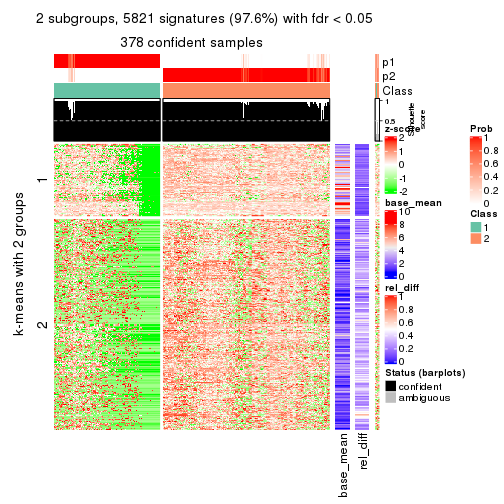 2 subgroups, 5821 signatures (97.6%) with fdr < 0.05
378 confident samples
p1
p2
Class
1
0.5
0
Silhouette
score
k-means with 2 groups
1
2
base_mean
rel_diff
z-score
2
1
0
-1
-2
base_mean
10
8
6
4
2
0
rel_diff
1
0.8
0.6
0.4
0.2
0
Status (barplots)
confident
ambiguous
Prob
1
0.8
0.6
0.4
0.2
0
Class
1
2